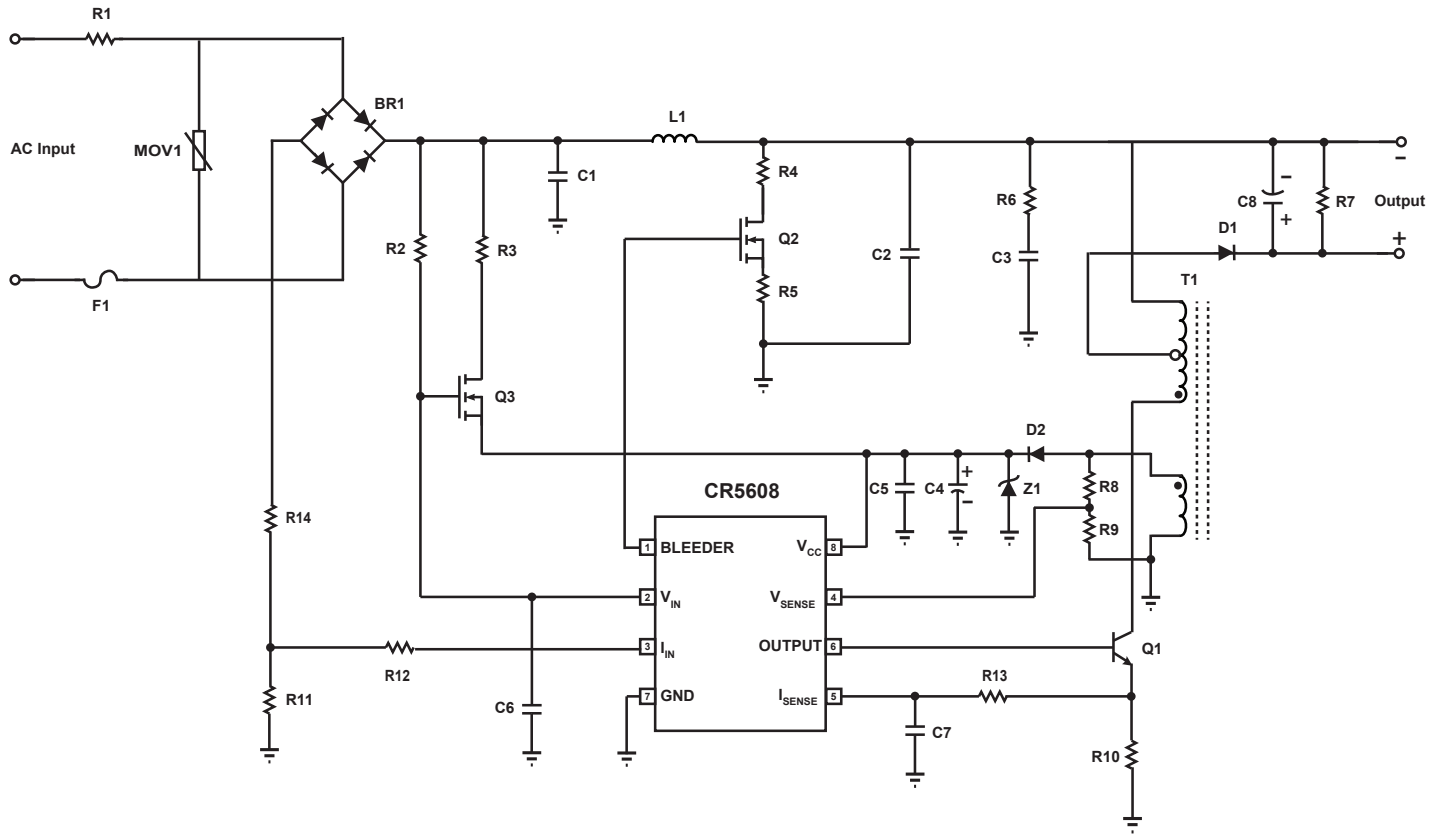 R1
BR1
AC Input
MOV1
F1
L1
C1
R4
Q2
R5
C2
R6
C3
R2
R3
Q3
C8
-
+
R7
-
Output
+
D1
T1
R14
CR5608
C5
C4
+
-
Z1
D2
R8
R9
1 BLEEDER
VCC 8
2 VIN
VSENSE 4
3 IIN
OUTPUT 6
7 GND
ISENSE 5
Q1
R12
R11
C6
R13
C7
R10